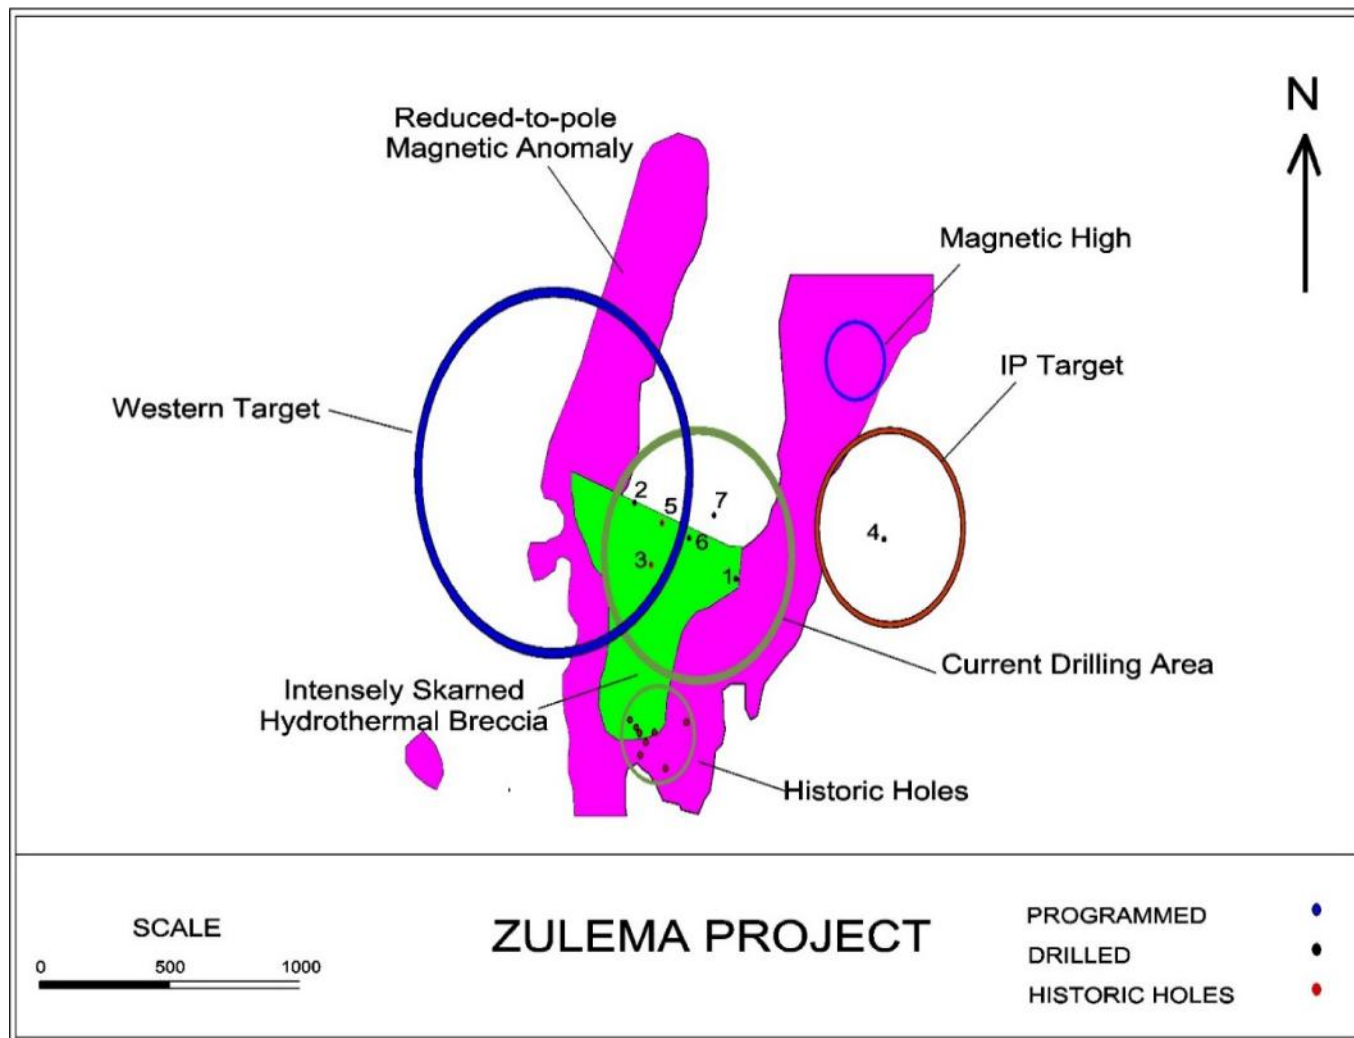 N
Reduced-to-pole
Magnetic Anomaly
Magnetic High
IP Target
Western Target
2
5
7
6
4
3
1
Current Drilling Area
Intensely Skarned
Hydrothermal Breccia
Historic Holes
SCALE
0 500 1000
ZULEMA PROJECT
PROGRAMMED
DRILLED
HISTORIC HOLES